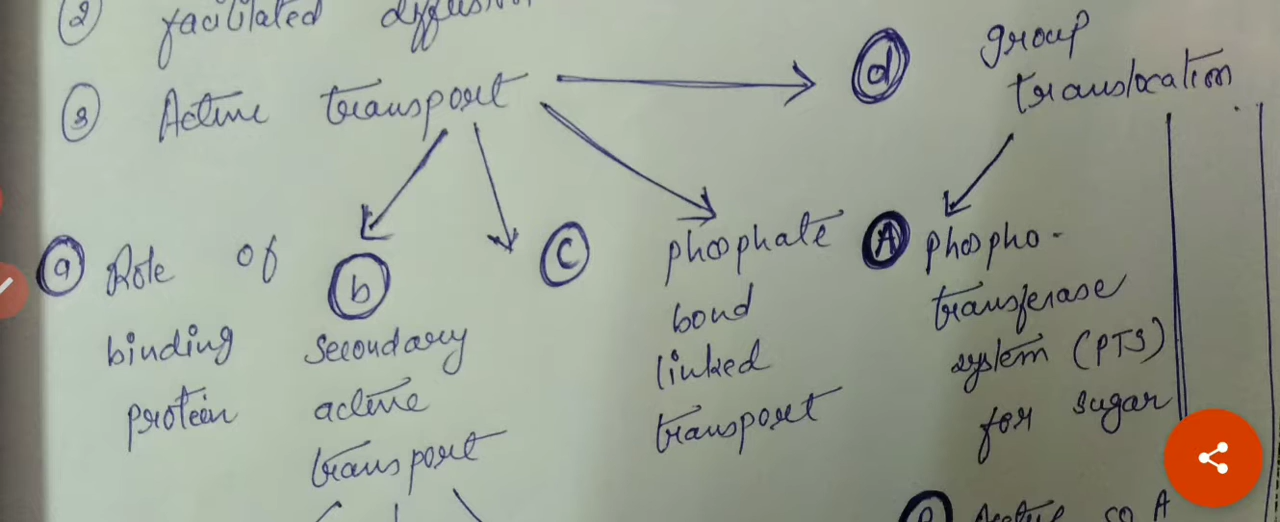 ② facilitated diffusion
③ Active transport
ⓓ group
translocation
ⓐ Role of
binding
protein
ⓑ
secondary
active
transport
ⓒ phosphate
bond
linked
transport
Ⓐ phospho-
transferase
system (PTS)
for sugar